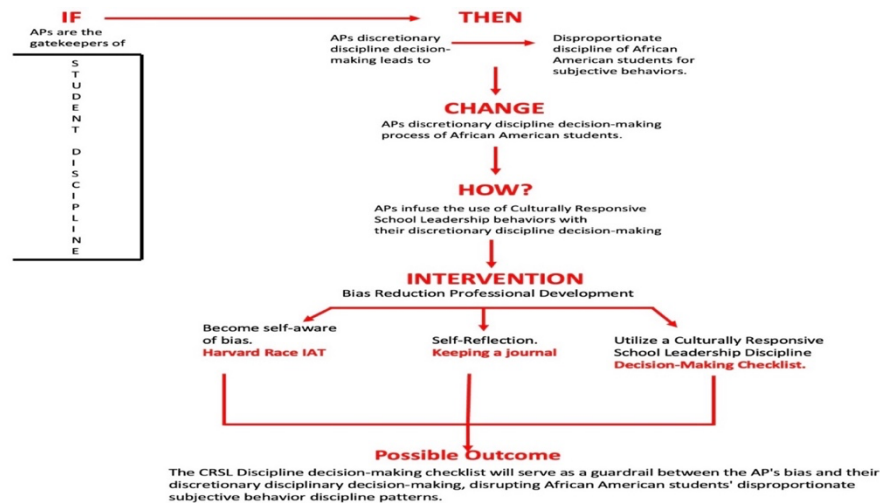 IF
APs are the
gatekeepers of
STUDENT DISCIPLINE
THEN
APs discretionary
discipline decision-
making leads to
Disproportionate
discipline of African
American students for
subjective behaviors.
CHANGE
APs discretionary discipline decision-making
process of African American students.
HOW?
APs infuse the use of Culturally Responsive
School Leadership behaviors with
their discretionary discipline decision-making
INTERVENTION
Bias Reduction Professional Development
Become self-aware
of bias.
Harvard Race IAT
Self-Reflection.
Keeping a journal
Utilize a Culturally Responsive
School Leadership Discipline
Decision-Making Checklist.
Possible Outcome
The CRSL Discipline decision-making checklist will serve as a guardrail between the AP's bias and their
discretionary disciplinary decision-making, disrupting African American students' disproportionate
subjective behavior discipline patterns.